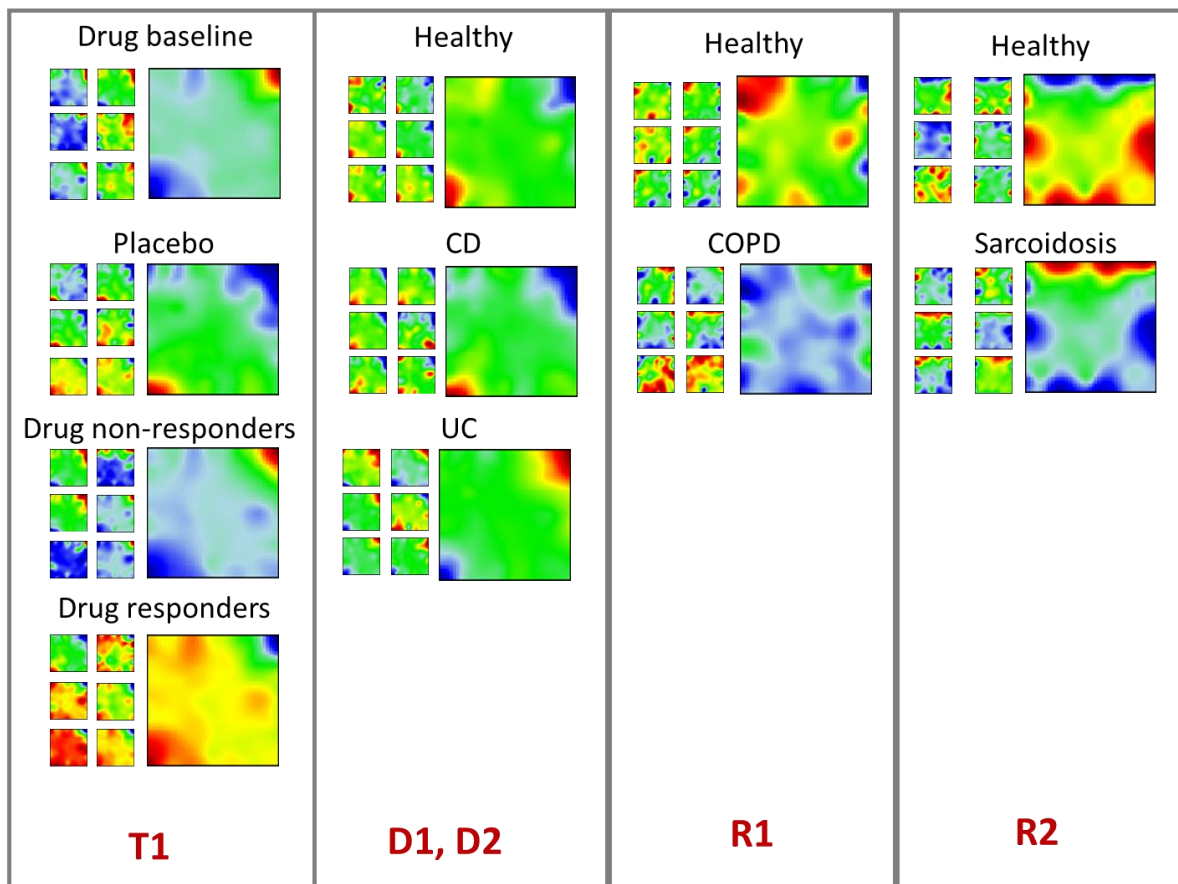 Drug baseline
Placebo
Drug non-responders
Drug responders
T1
Healthy
CD
UC
D1, D2
Healthy
COPD
R1
Healthy
Sarcoidosis
R2